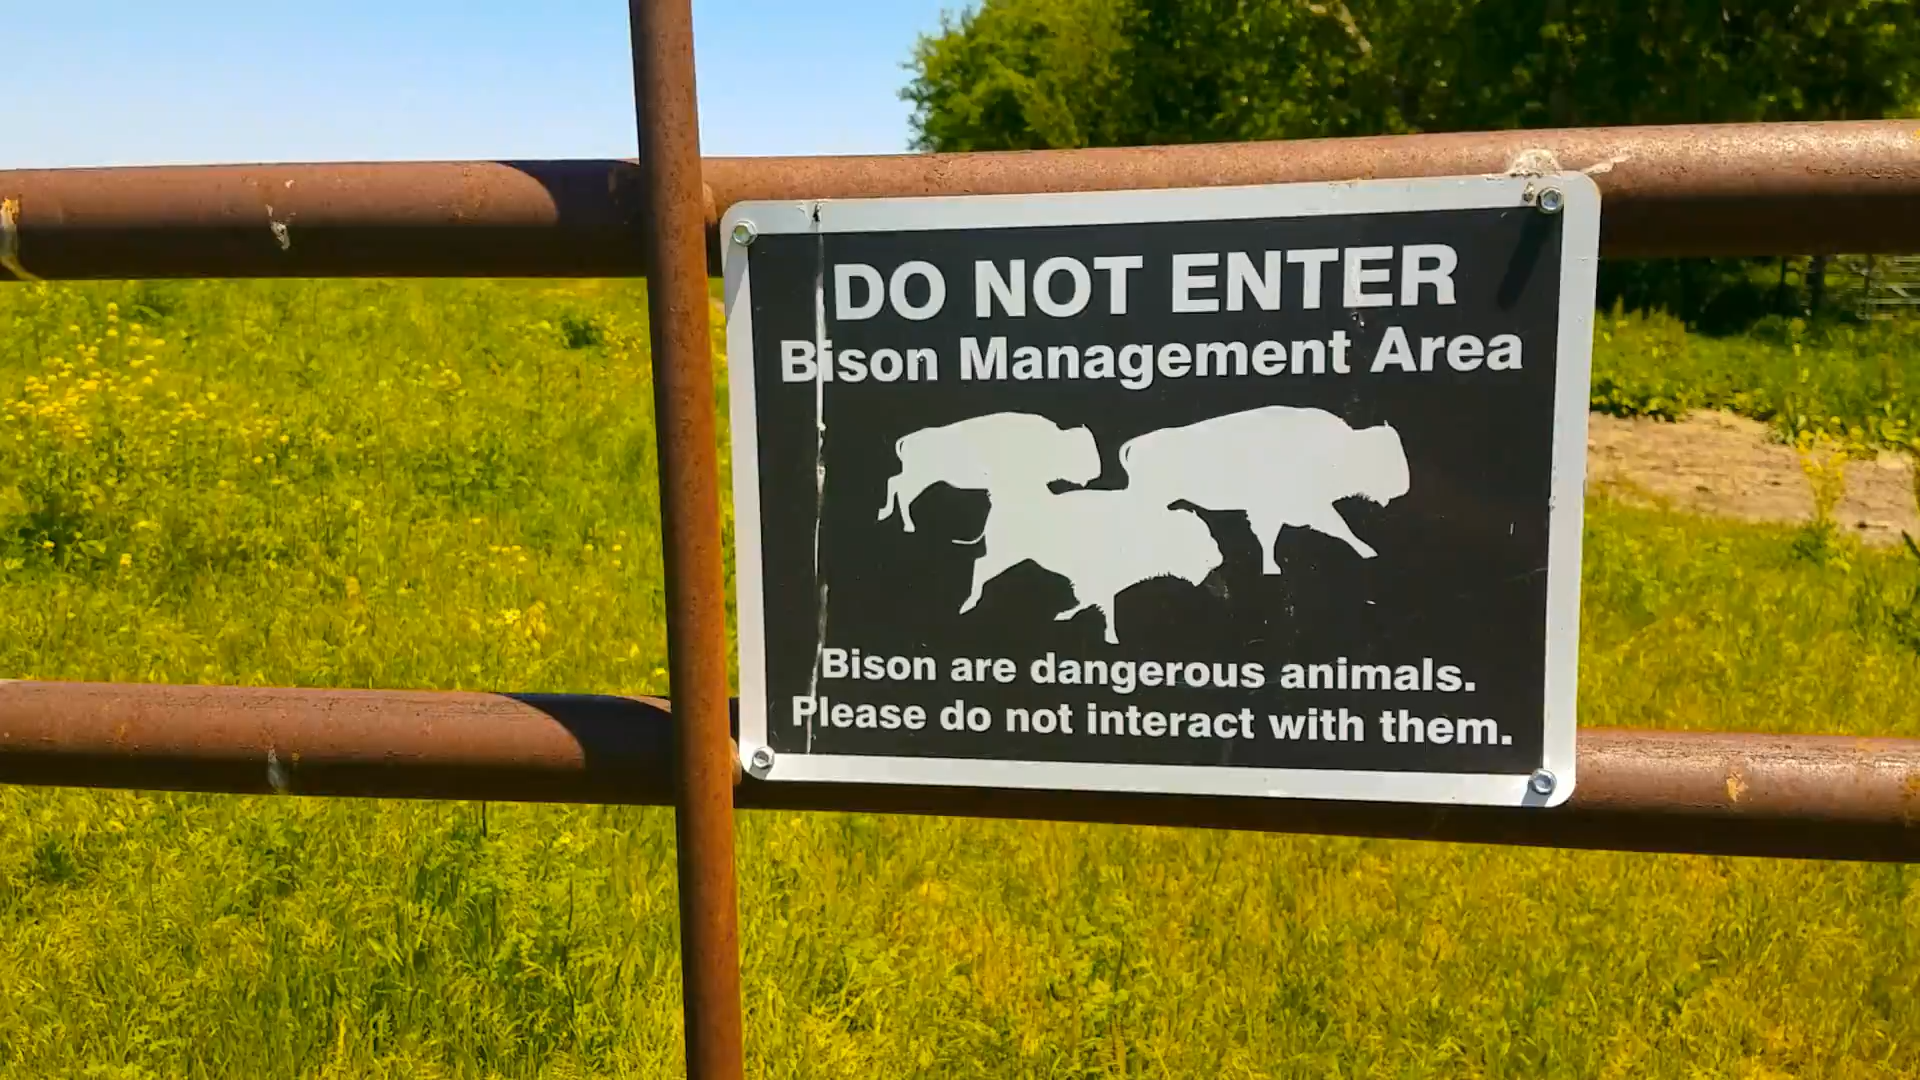 DO NOT ENTER
Bison Management Area
Bison are dangerous animals.
Please do not interact with them.